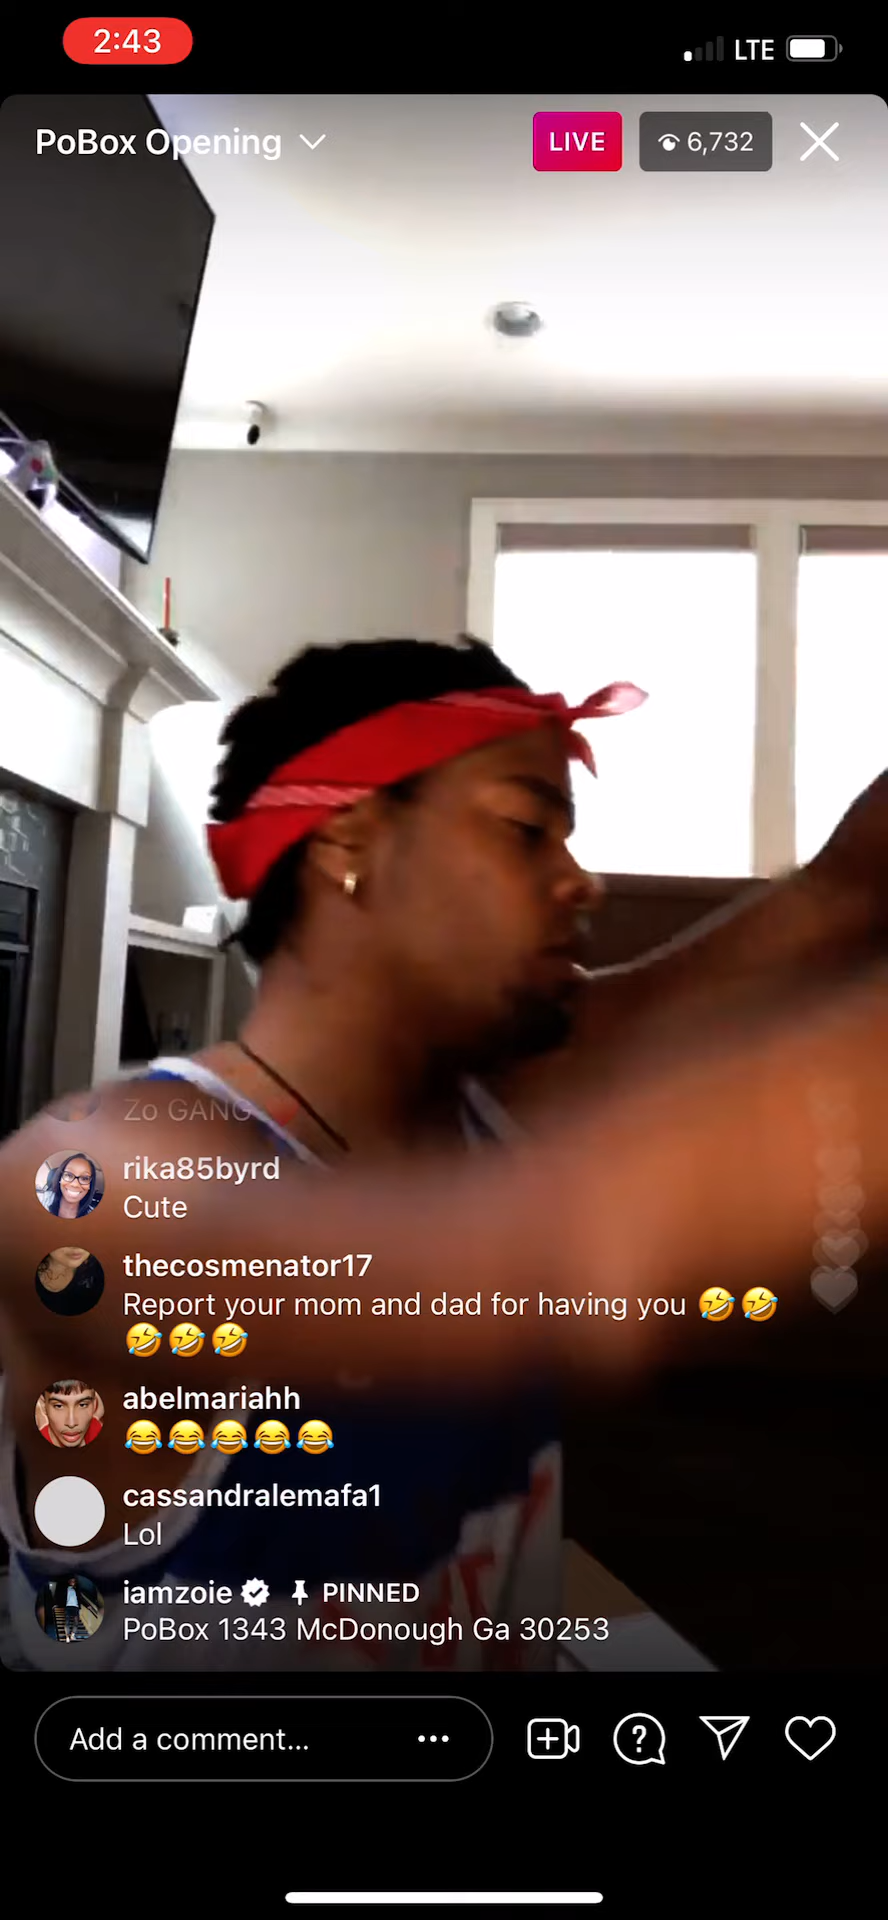 2:43
LTE
PoBox Opening
LIVE
6,732
Zo GANG
rika85byrd
Cute
thecosmenator17
Report your mom and dad for having you 🤣🤣
🤣🤣🤣
abelmariahh
😂😂😂😂😂
cassandralemafa1
Lol
iamzoie PINNED
PoBox 1343 McDonough Ga 30253
Add a comment...